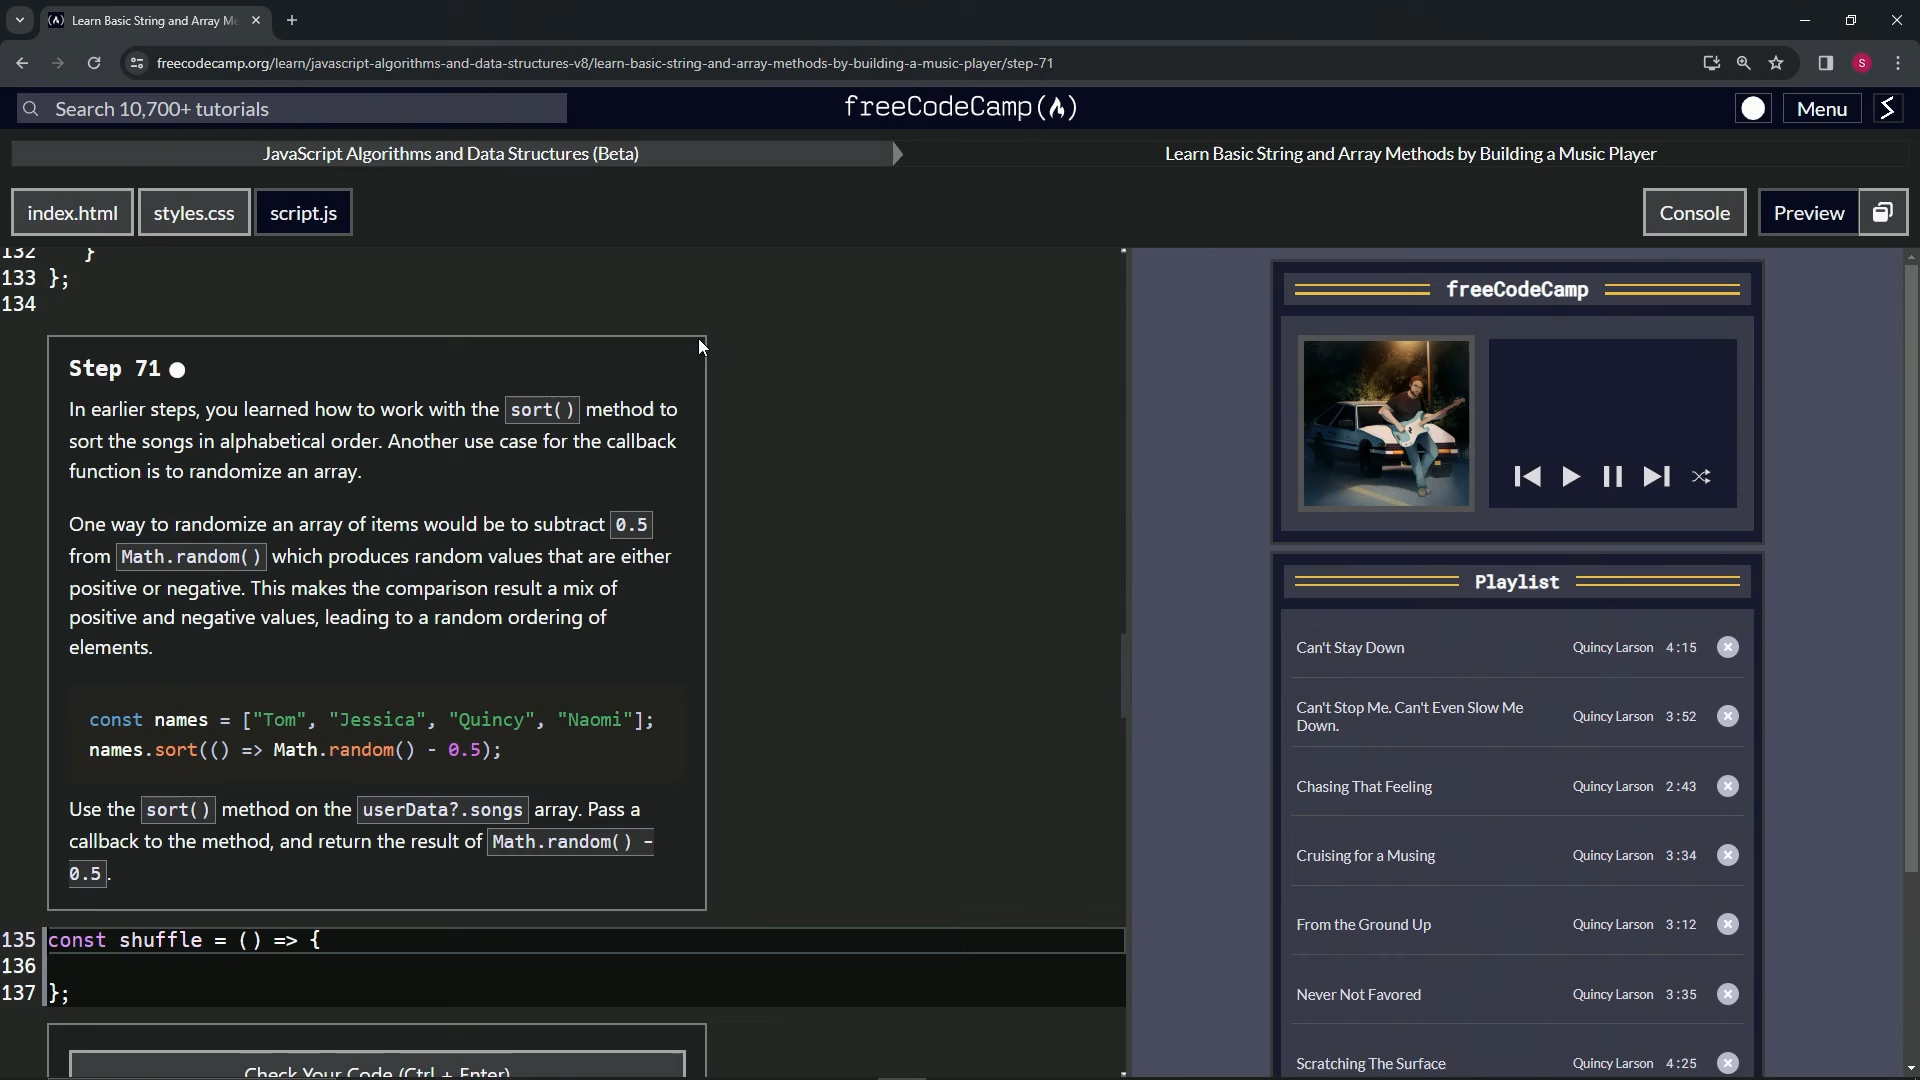 Learn Basic String and Array Me
freecodecamp.org/learn/javascript-algorithms-and-data-structures-v8/learn-basic-string-and-array-methods-by-building-a-music-player/step-71
S
Search 10,700+ tutorials
freeCodeCamp(🔥)
Menu
JavaScript Algorithms and Data Structures (Beta)
Learn Basic String and Array Methods by Building a Music Player
index.html
styles.css
script.js
Console
Preview
132 }
133 };
134
Step 71
In earlier steps, you learned how to work with the sort() method to
sort the songs in alphabetical order. Another use case for the callback
function is to randomize an array.
One way to randomize an array of items would be to subtract 0.5
from Math.random() which produces random values that are either
positive or negative. This makes the comparison result a mix of
positive and negative values, leading to a random ordering of
elements.
const names = ["Tom", "Jessica", "Quincy", "Naomi"];
names.sort(() => Math.random() - 0.5);
Use the sort() method on the userData?.songs array. Pass a
callback to the method, and return the result of Math.random() -
0.5.
135 const shuffle = () => {
136
137 };
Check Your Code (Ctrl + Enter)
freeCodeCamp
Playlist
Can't Stay Down Quincy Larson 4:15
Can't Stop Me. Can't Even Slow Me
Down. Quincy Larson 3:52
Chasing That Feeling Quincy Larson 2:43
Cruising for a Musing Quincy Larson 3:34
From the Ground Up Quincy Larson 3:12
Never Not Favored Quincy Larson 3:35
Scratching The Surface Quincy Larson 4:25